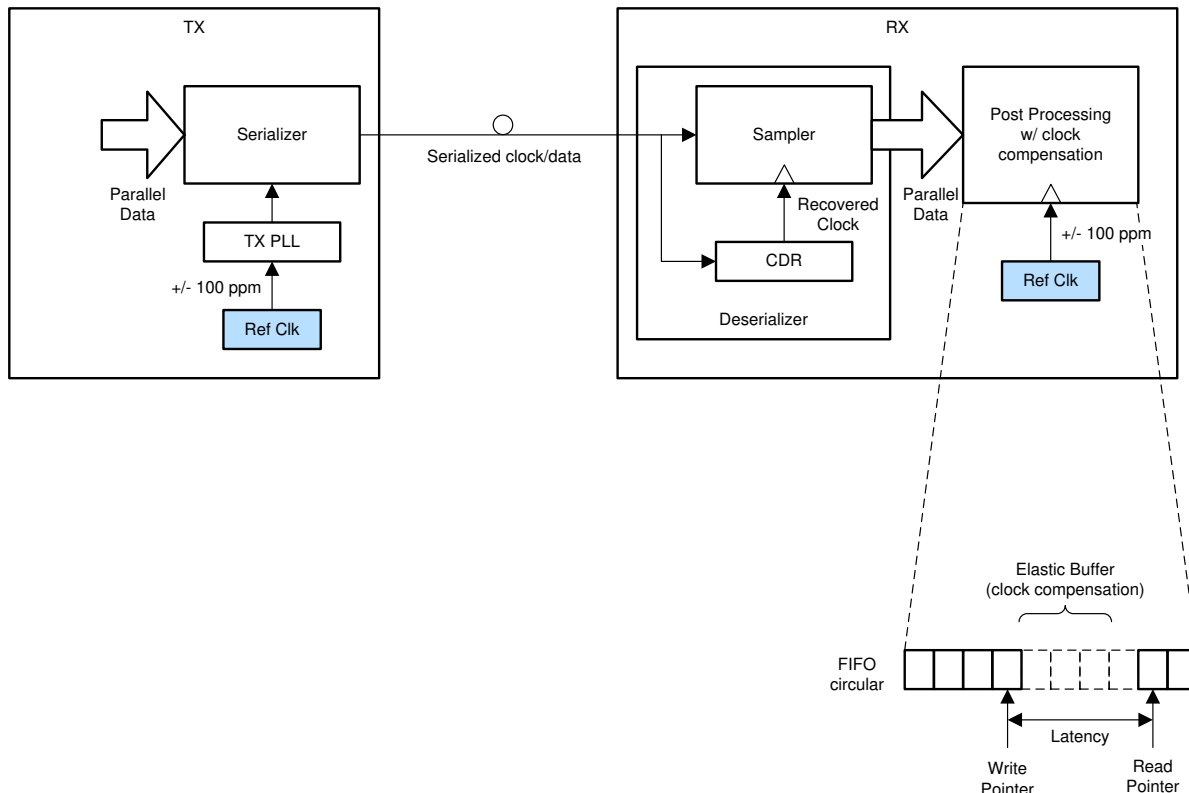 TX
Serializer
Parallel
Data
TX PLL
+/- 100 ppm
Ref Clk
Serialized clock/data
RX
Sampler
Recovered
Clock
CDR
Deserializer
Parallel
Data
Post Processing
w/ clock
compensation
+/- 100 ppm
Ref Clk
Elastic Buffer
(clock compensation)
FIFO
circular
Latency
Write
Pointer
Read
Pointer